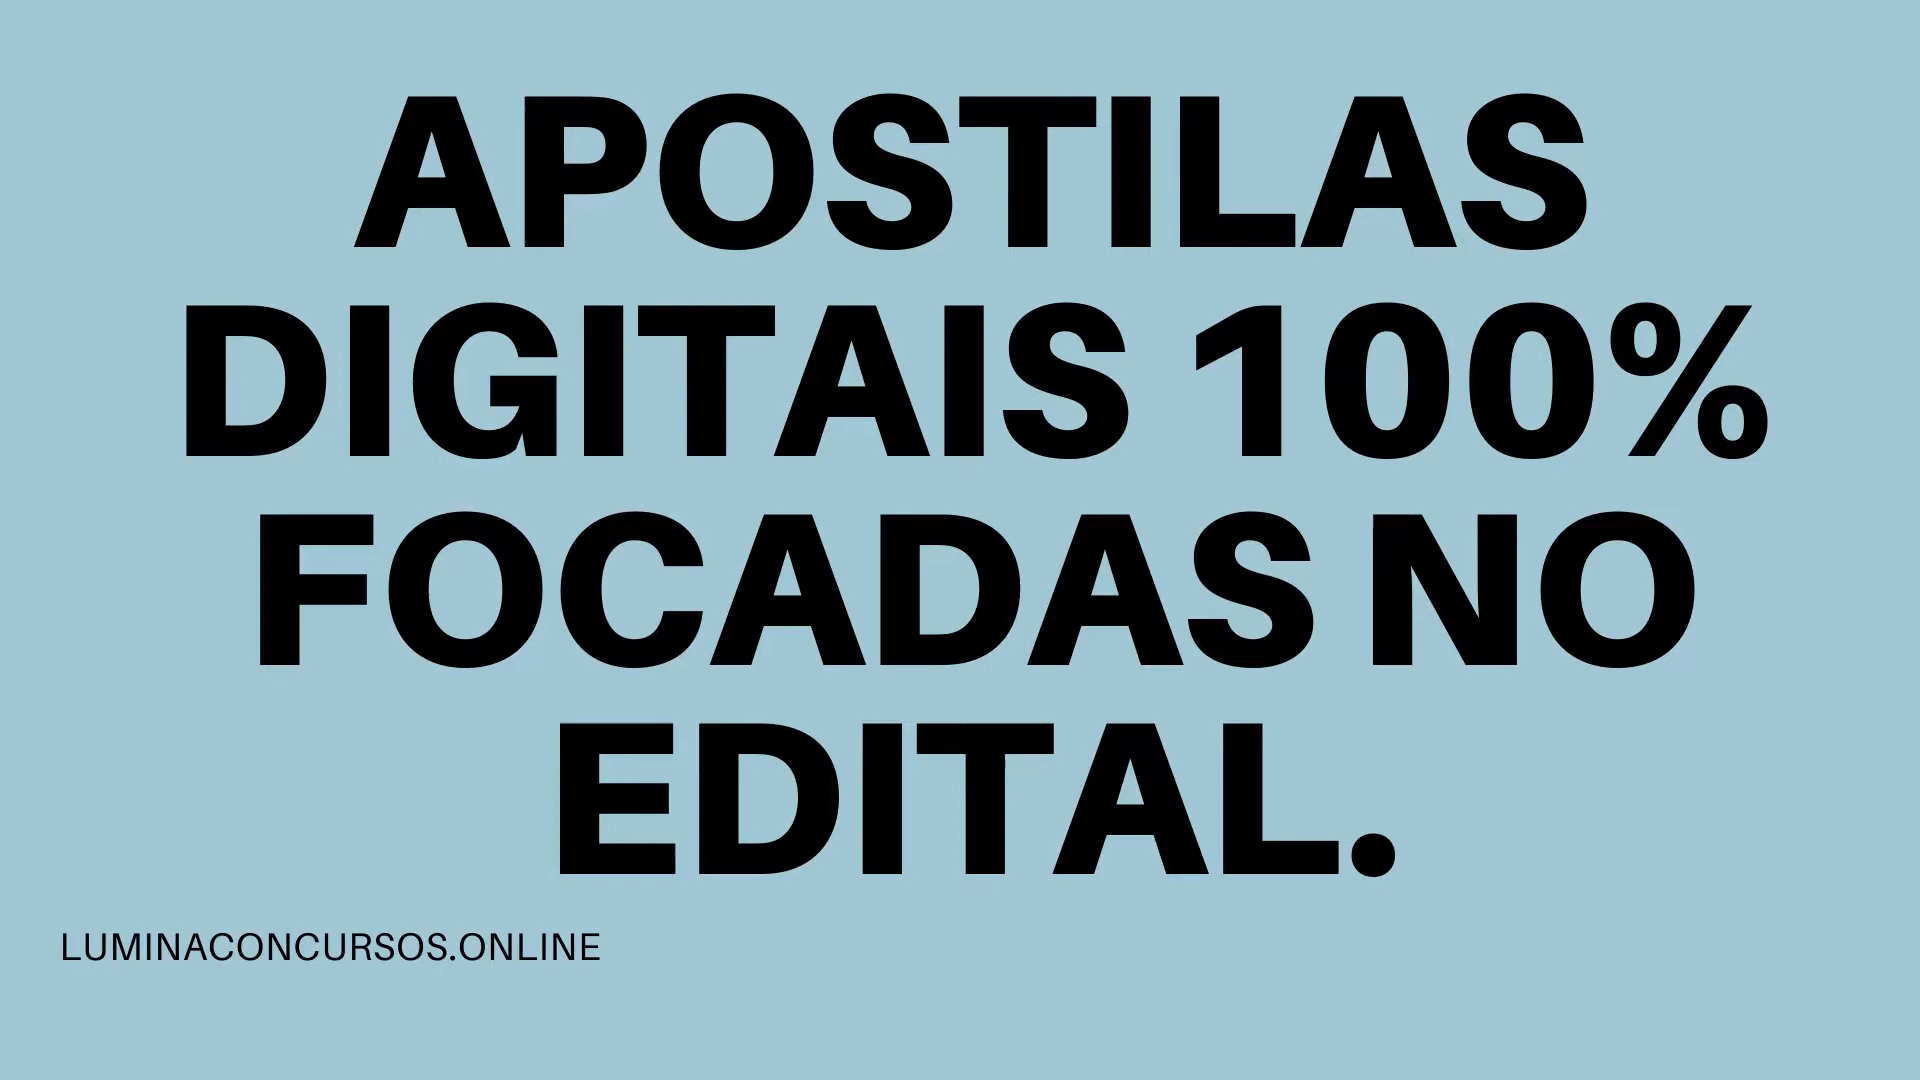 APOSTILAS
DIGITAIS 100%
FOCADAS NO
EDITAL.
LUMINACONCURSOS.ONLINE